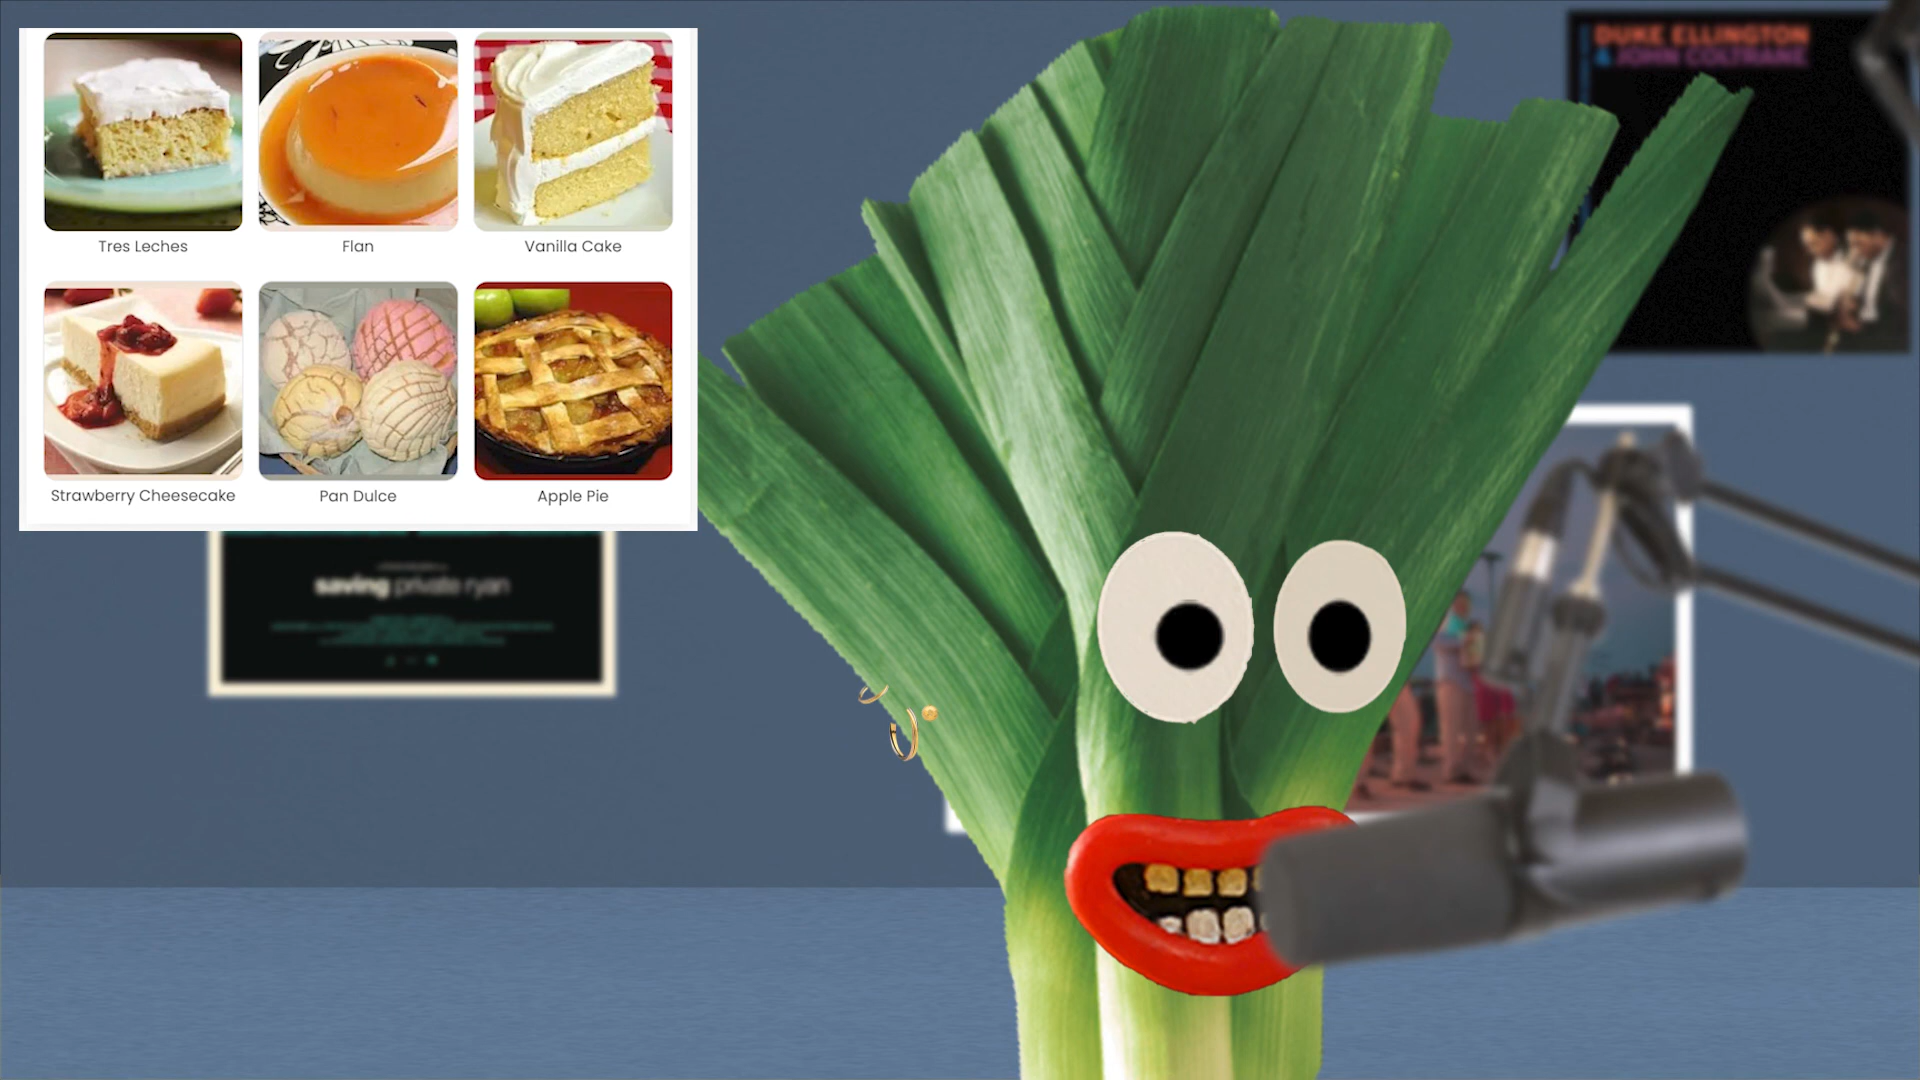 Tres Leches
Flan
Vanilla Cake
Strawberry Cheesecake
Pan Dulce
Apple Pie
DUKE ELLINGTON
& JOHN COLTRANE
saving private ryan